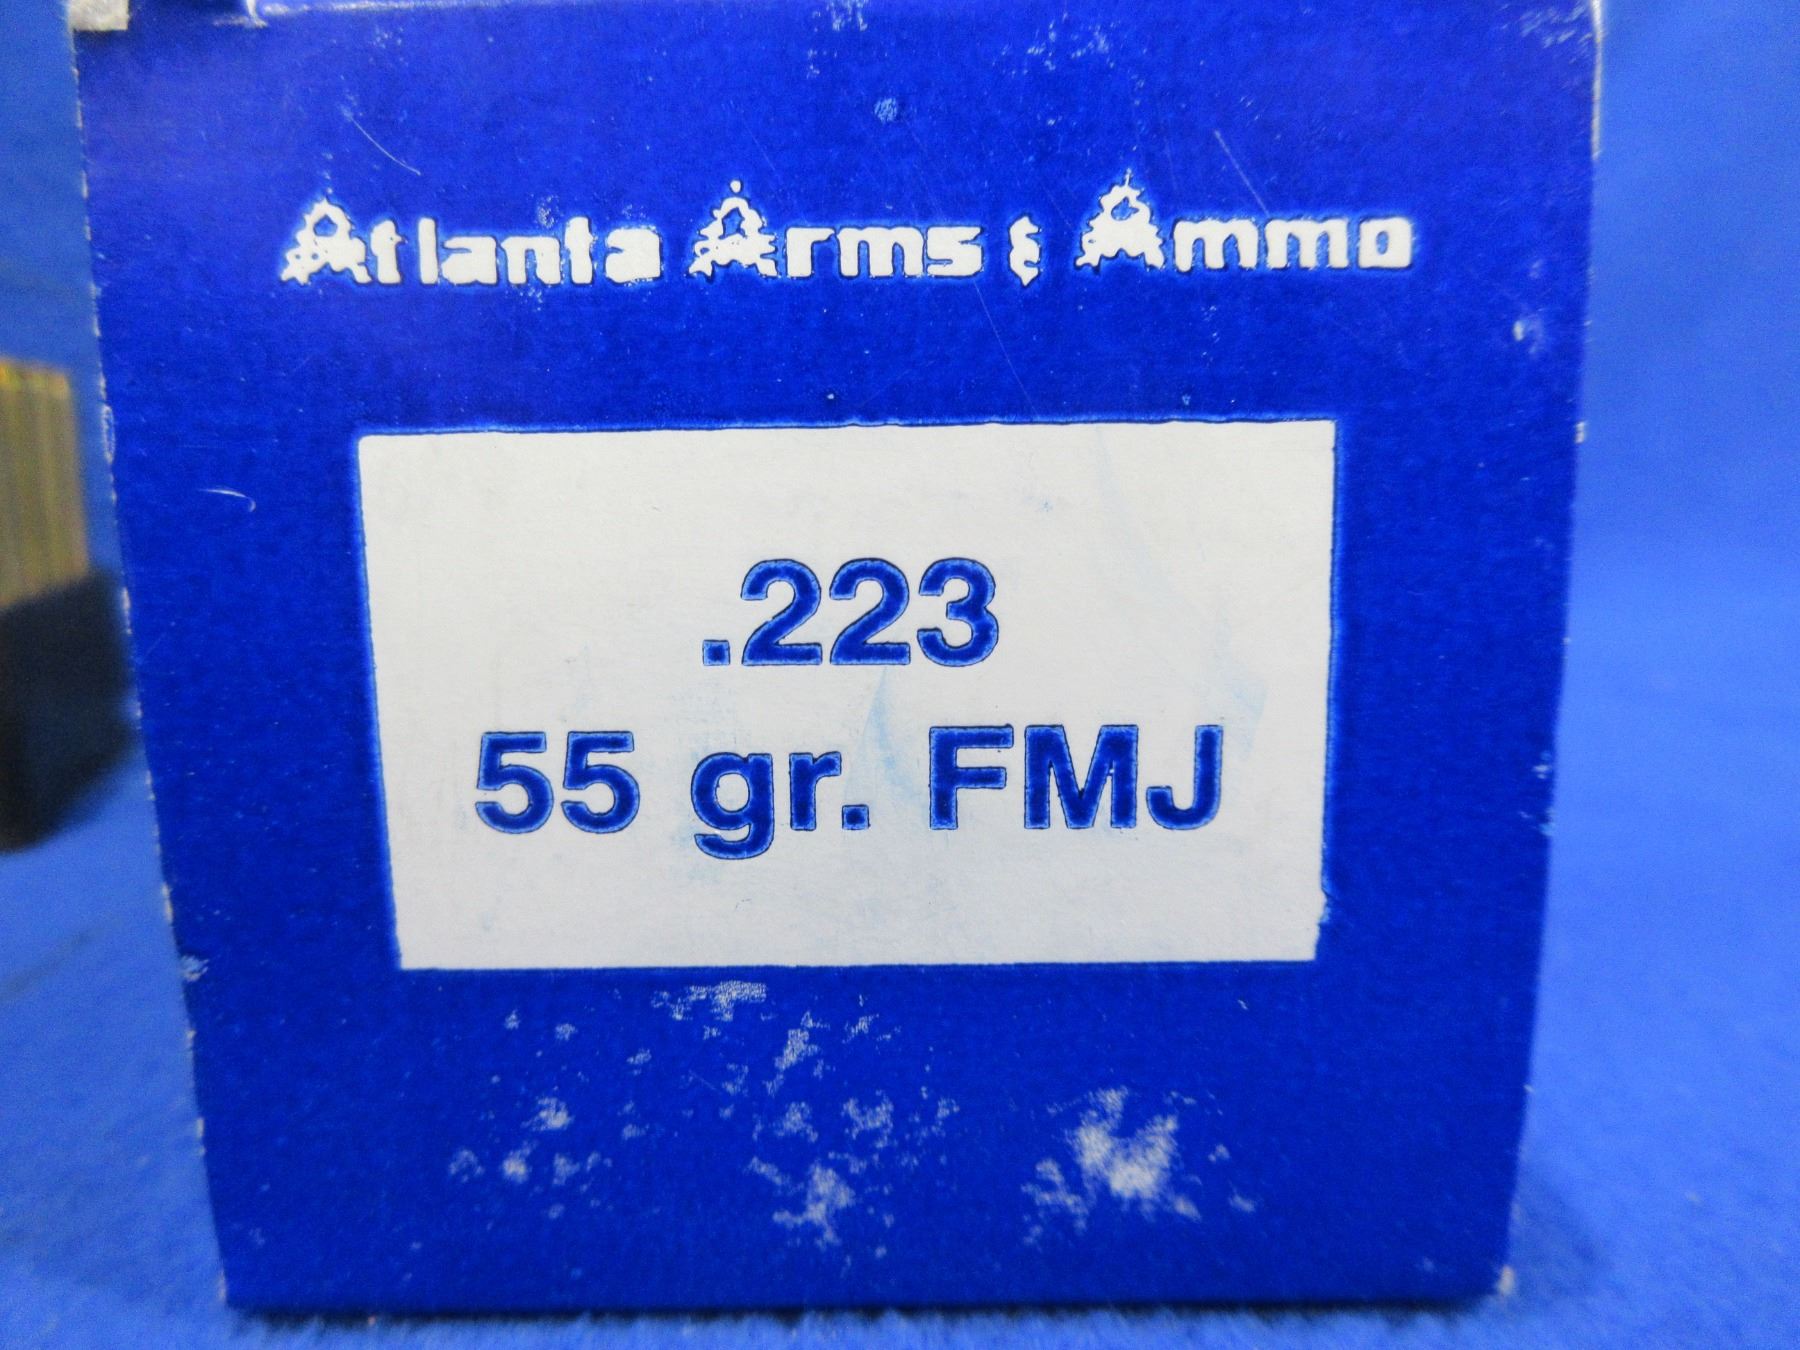 Atlanta Arms & Ammo
.223
55 gr. FMJ